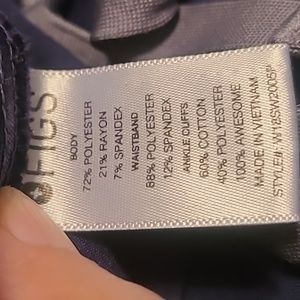 FIGS
BODY
72% POLYESTER
21% RAYON
7% SPANDEX
WAISTBAND
88% POLYESTER
12% SPANDEX
ANKLE CUFFS
60% COTTON
40% POLYESTER
100% AWESOME
MADE IN VIETNAM
STYLE#: W18SW2005P